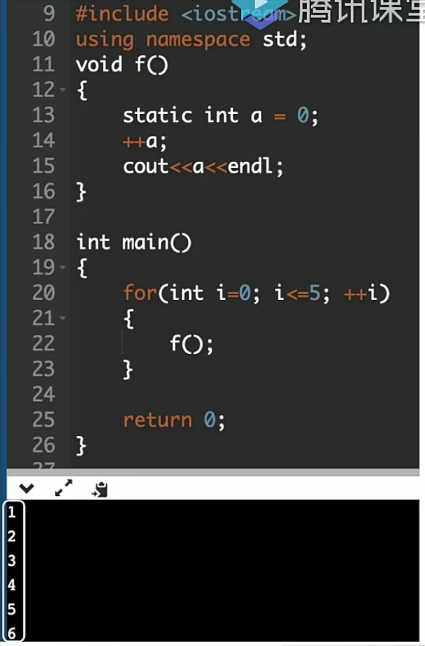 腾讯课堂
9 #include <iostream>
10 using namespace std;
11 void f()
12 {
13     static int a = 0;
14     ++a;
15     cout<<a<<endl;
16 }
17
18 int main()
19 {
20     for(int i=0; i<=5; ++i)
21     {
22         f();
23     }
24
25     return 0;
26 }
27
1
2
3
4
5
6